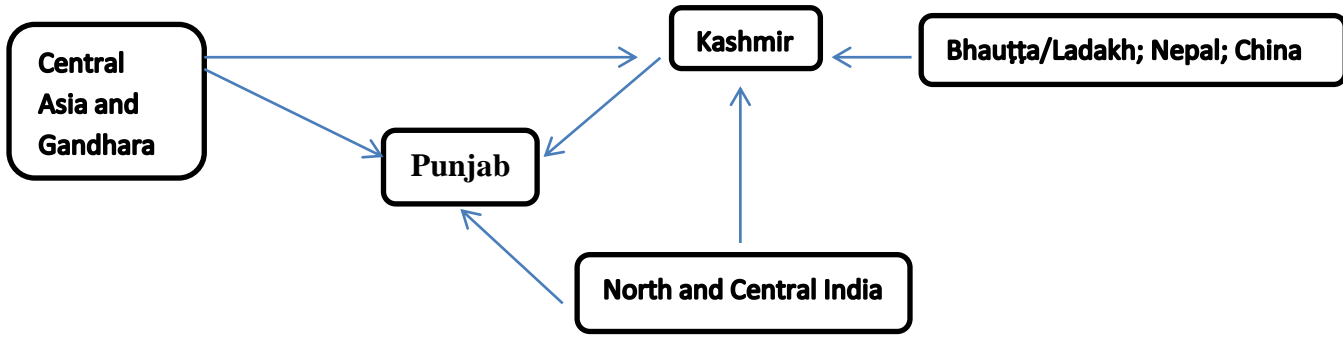 Kashmir
Bhauṭṭa/Ladakh; Nepal; China
Central
Asia and
Gandhara
Punjab
North and Central India